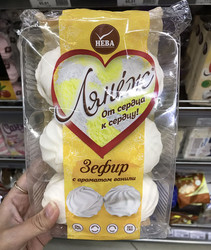 НЕВА
Лянеж
От сердца
к сердцу!
Зефир
с ароматом ванили